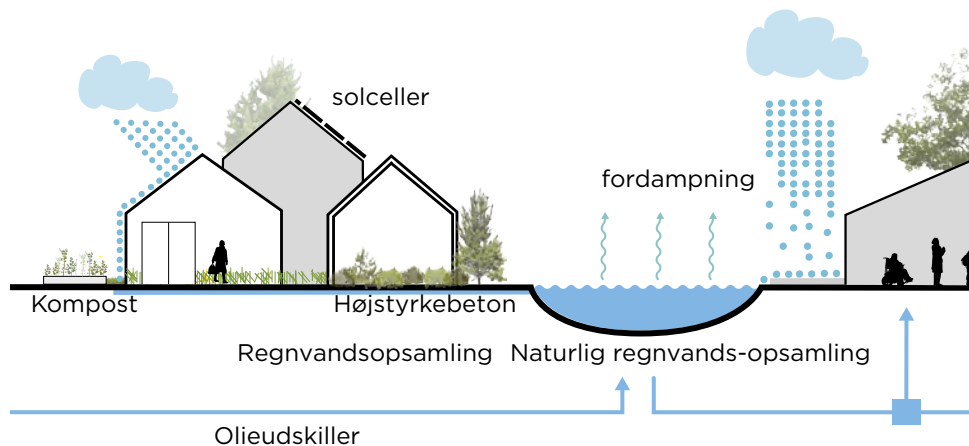 solceller
fordampning
Kompost
Højstyrkebeton
Regnvandsopsamling
Naturlig regnvands-opsamling
Olieudskiller